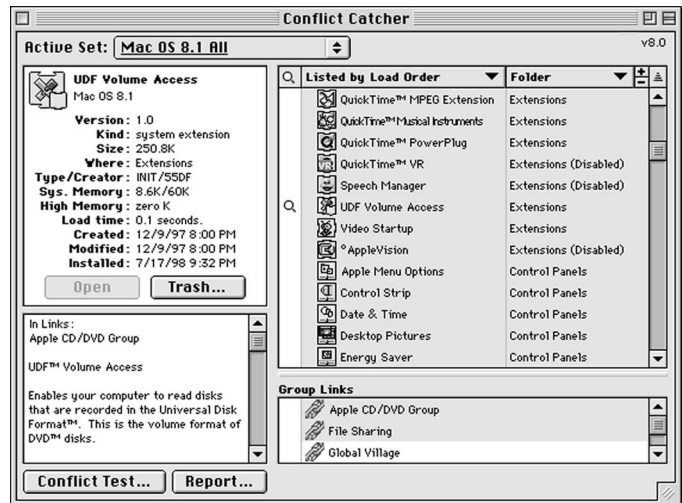 Conflict Catcher
Active Set: Mac OS 8.1 All
v8.0
UDF Volume Access
Mac OS 8.1
Version: 1.0
Kind: system extension
Size: 250.8K
Where: Extensions
Type/Creator: INIT/55DF
Sys. Memory: 8.6K/60K
High Memory: zero K
Load time: 0.1 seconds.
Created: 12/9/97 8:00 PM
Modified: 12/9/97 8:00 PM
Installed: 7/17/98 9:32 PM
Open Trash...
In Links:
Apple CD/DVD Group
UDF™ Volume Access
Enables your computer to read disks
that are recorded in the Universal Disk
Format™. This is the volume format of
DVD™ disks.
Listed by Load Order Folder
QuickTime™ MPEG Extension Extensions
QuickTime™ Musical Instruments Extensions
QuickTime™ PowerPlug Extensions
QuickTime™ VR Extensions (Disabled)
Speech Manager Extensions (Disabled)
UDF Volume Access Extensions
Video Startup Extensions
°AppleVision Extensions (Disabled)
Apple Menu Options Control Panels
Control Strip Control Panels
Date & Time Control Panels
Desktop Pictures Control Panels
Energy Saver Control Panels
Group Links
Apple CD/DVD Group
File Sharing
Global Village
Conflict Test... Report...